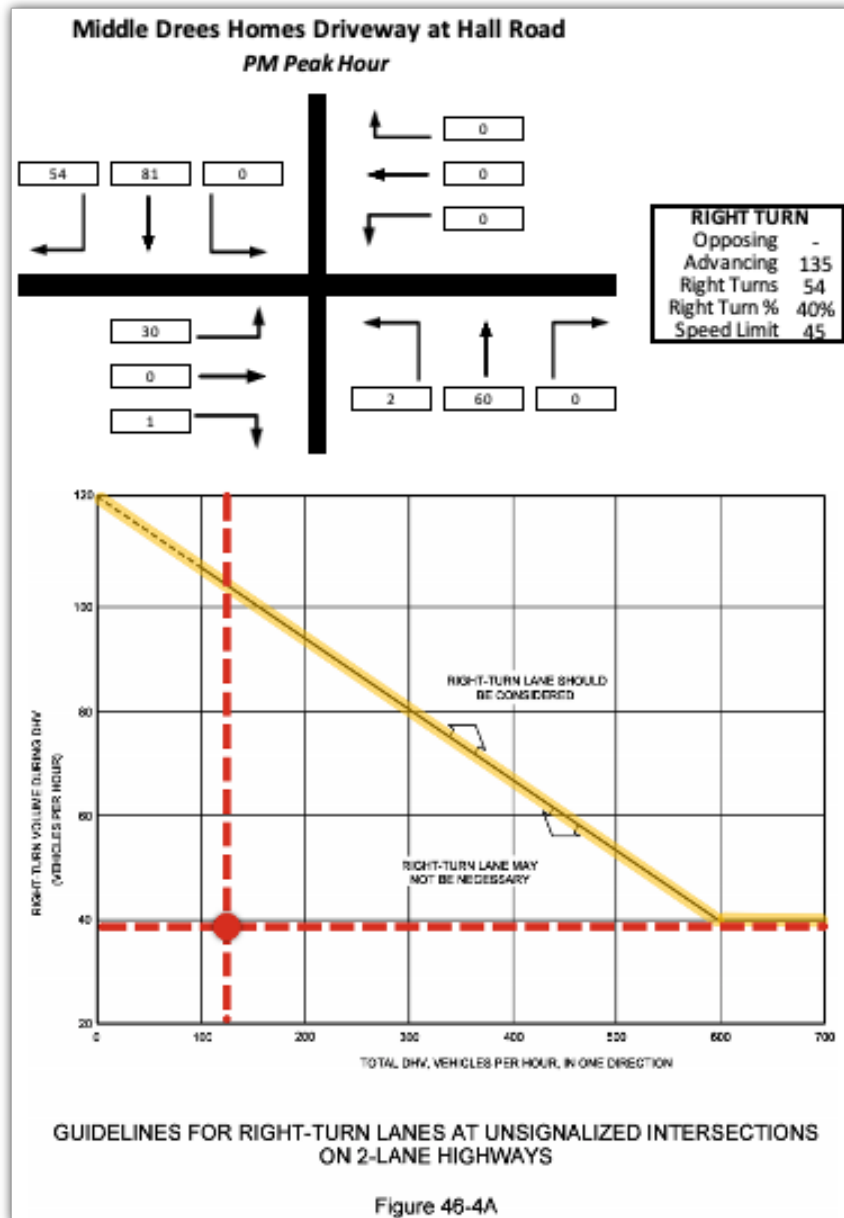 Middle Drees Homes Driveway at Hall Road
PM Peak Hour
0
54 81 0
0
0
RIGHT TURN
Opposing -
Advancing 135
Right Turns 54
Right Turn % 40%
Speed Limit 45
30
0
2 60 0
1
120
100
80
60
40
20
RIGHT-TURN VOLUME DURING DHV
(VEHICLES PER HOUR)
RIGHT-TURN LANE SHOULD
BE CONSIDERED
RIGHT-TURN LANE MAY
NOT BE NECESSARY
0 100 200 300 400 500 600 700
TOTAL DHV, VEHICLES PER HOUR, IN ONE DIRECTION
GUIDELINES FOR RIGHT-TURN LANES AT UNSIGNALIZED INTERSECTIONS
ON 2-LANE HIGHWAYS
Figure 46-4A